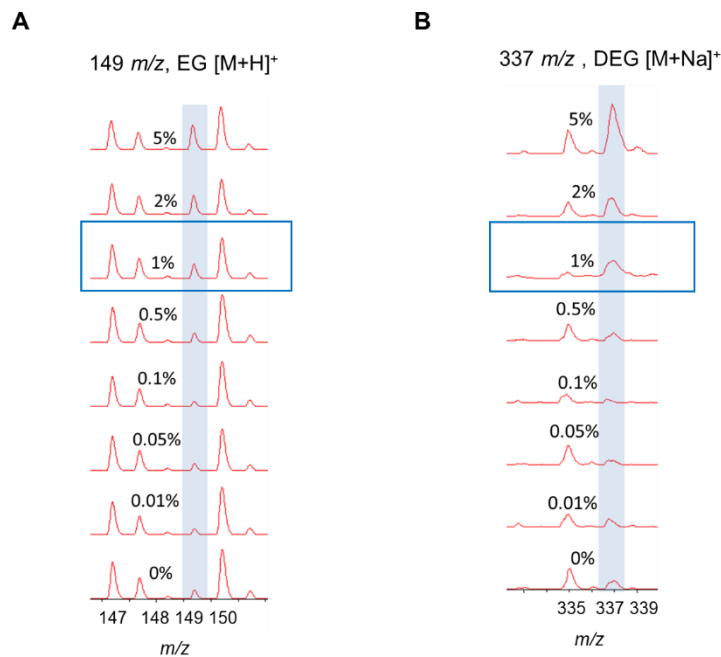 A
149 m/z, EG [M+H]+
5%
2%
1%
0.5%
0.1%
0.05%
0.01%
0%
147 148 149 150
m/z
B
337 m/z , DEG [M+Na]+
5%
2%
1%
0.5%
0.1%
0.05%
0.01%
0%
335 337 339
m/z